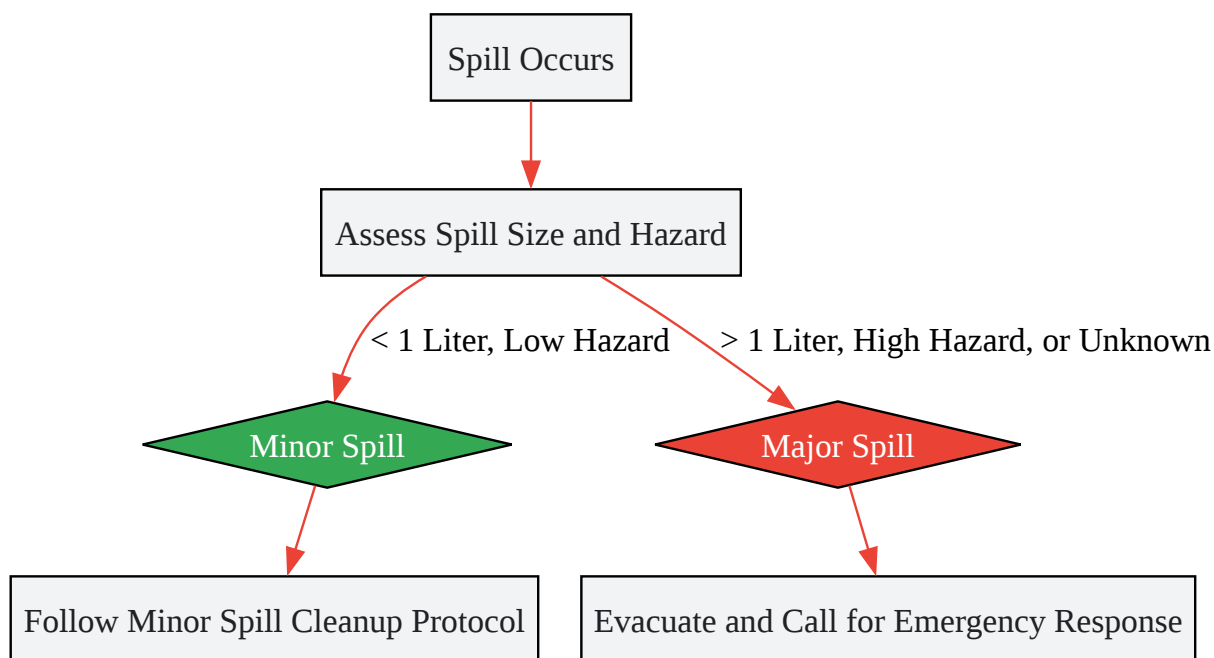 Spill Occurs
Assess Spill Size and Hazard
< 1 Liter, Low Hazard
> 1 Liter, High Hazard, or Unknown
Minor Spill
Major Spill
Follow Minor Spill Cleanup Protocol
Evacuate and Call for Emergency Response